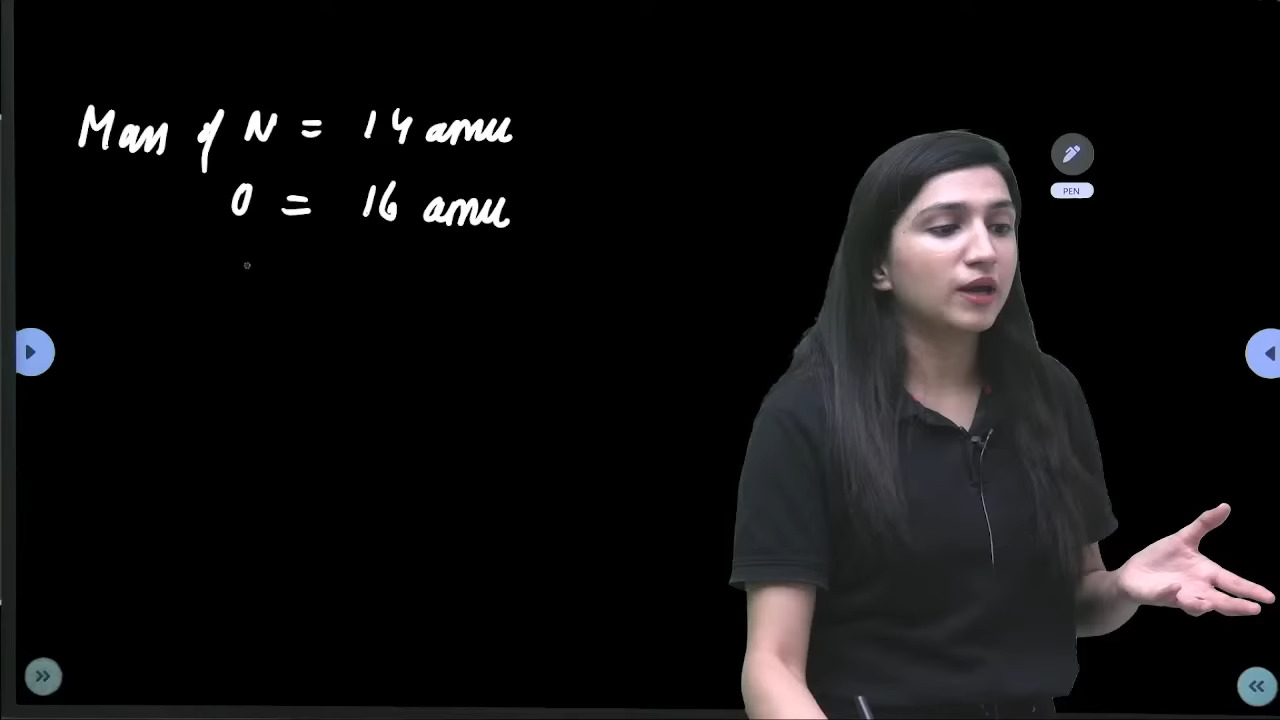 Mass of N = 14 amu
O = 16 amu
PEN